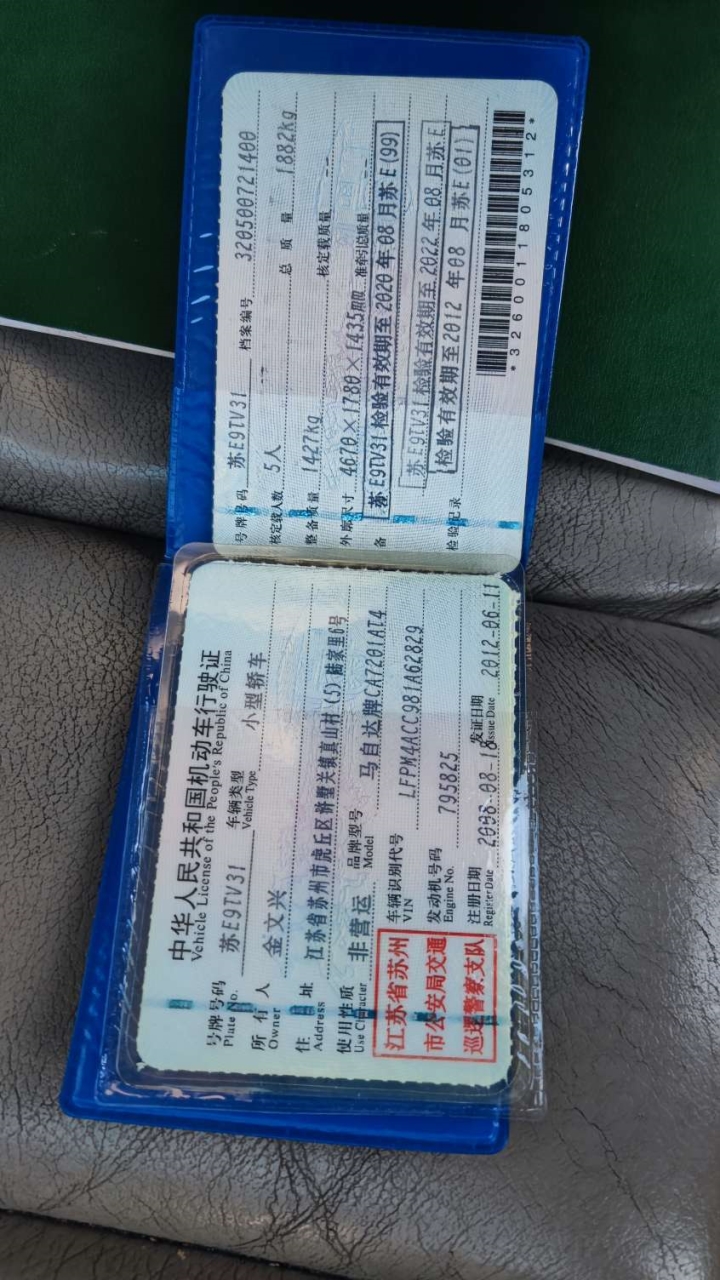 中华人民共和国机动车行驶证
Vehicle License of the People's Republic of China
号牌号码 苏E9TV31 车辆类型 小型轿车
Plate No. Vehicle Type
所有人 金文兴
Owner
住址 江苏省苏州市虎丘区浒墅关镇真山村(5)陆家里6号
Address
使用性质 非营运 品牌型号 马自达牌CA7201AT4
Use Character Model
江苏省苏州
市公安局交通
巡逻警察支队
车辆识别代号 LFPM4ACC981A62829
VIN
发动机号码 795825
Engine No.
注册日期 2008-08-18 发证日期 2012-06-11
Register Date Issue Date
号牌号码 苏E9TV31 档案编号 320500721400
核定载人数 5人 总质量 1882kg
整备质量 1427kg 核定载质量 --
外廓尺寸 4670×1780×1435mm 准牵引总质量 --
备
苏E9TV31检验有效期至2020年08月苏E(99)
苏E9TV31检验有效期至2022年08月苏E
检验记录
检验有效期至2012年08月苏E(01)
*3260011805312*